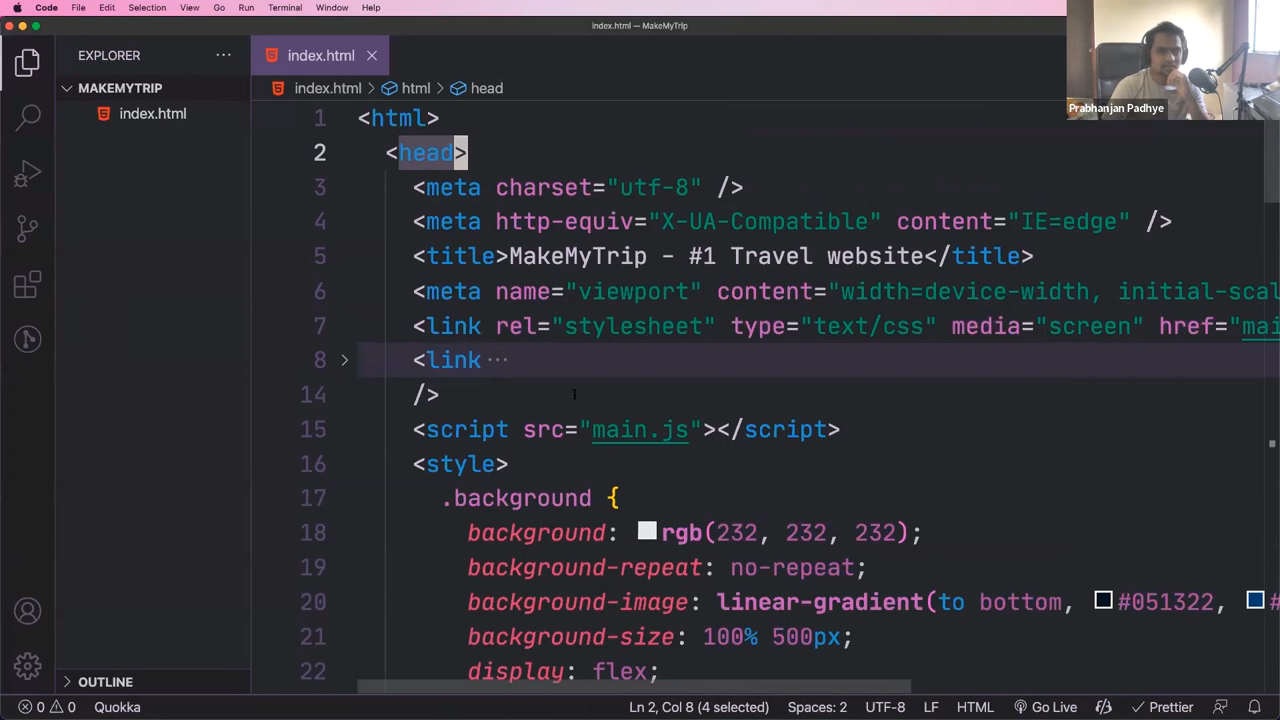 Code File Edit Selection View Go Run Terminal Window Help
index.html — MakeMyTrip
EXPLORER ···
index.html
MAKEMYTRIP
index.html
index.html > html > head
1 <html>
2 <head>
3 <meta charset="utf-8" />
4 <meta http-equiv="X-UA-Compatible" content="IE=edge" />
5 <title>MakeMyTrip - #1 Travel website</title>
6 <meta name="viewport" content="width=device-width, initial-scal
7 <link rel="stylesheet" type="text/css" media="screen" href="mai
8 <link ···
14 />
15 <script src="main.js"></script>
16 <style>
17 .background {
18 background: rgb(232, 232, 232);
19 background-repeat: no-repeat;
20 background-image: linear-gradient(to bottom, #051322, #
21 background-size: 100% 500px;
22 display: flex;
OUTLINE
Prabhanjan Padhye
0 0 Quokka Ln 2, Col 8 (4 selected) Spaces: 2 UTF-8 LF HTML Go Live Prettier